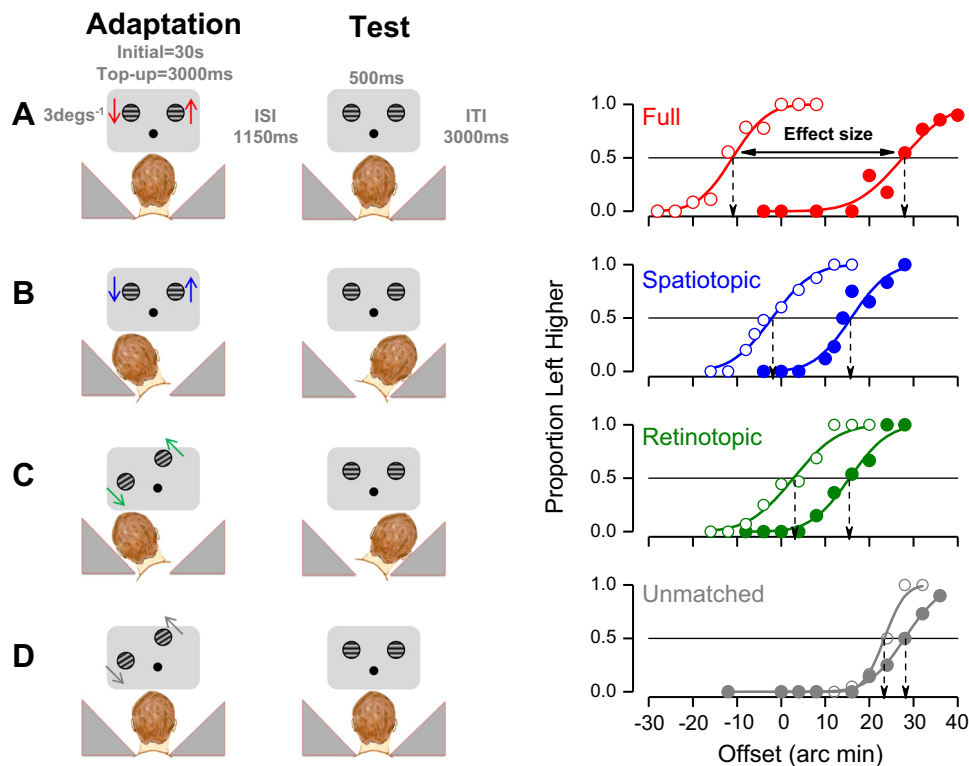 Adaptation
Test
Initial=30s
Top-up=3000ms
500ms
A
3degs⁻¹
ISI
1150ms
ITI
3000ms
B
C
D
Proportion Left Higher
1.0
0.5
0.0
Full
Effect size
1.0
0.5
0.0
Spatiotopic
1.0
0.5
0.0
Retinotopic
1.0
0.5
0.0
Unmatched
-30 -20 -10 0 10 20 30 40
Offset (arc min)